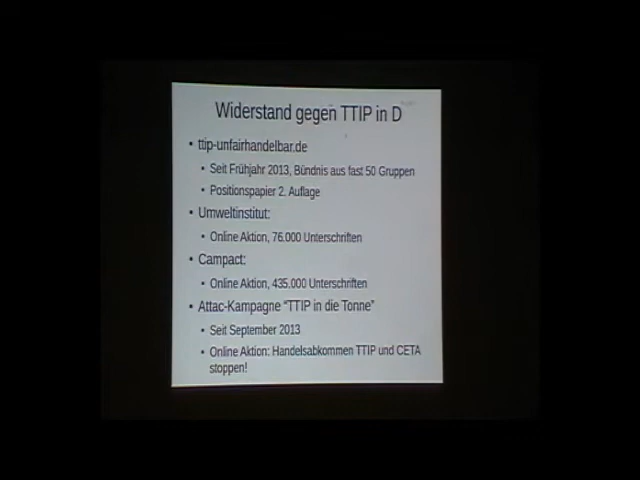 Widerstand gegen TTIP in D
• ttip-unfairhandelbar.de
• Seit Frühjahr 2013, Bündnis aus fast 50 Gruppen
• Positionspapier 2. Auflage
• Umweltinstitut:
• Online Aktion, 76.000 Unterschriften
• Campact:
• Online Aktion, 435.000 Unterschriften
• Attac-Kampagne “TTIP in die Tonne”
• Seit September 2013
• Online Aktion: Handelsabkommen TTIP und CETA
stoppen!